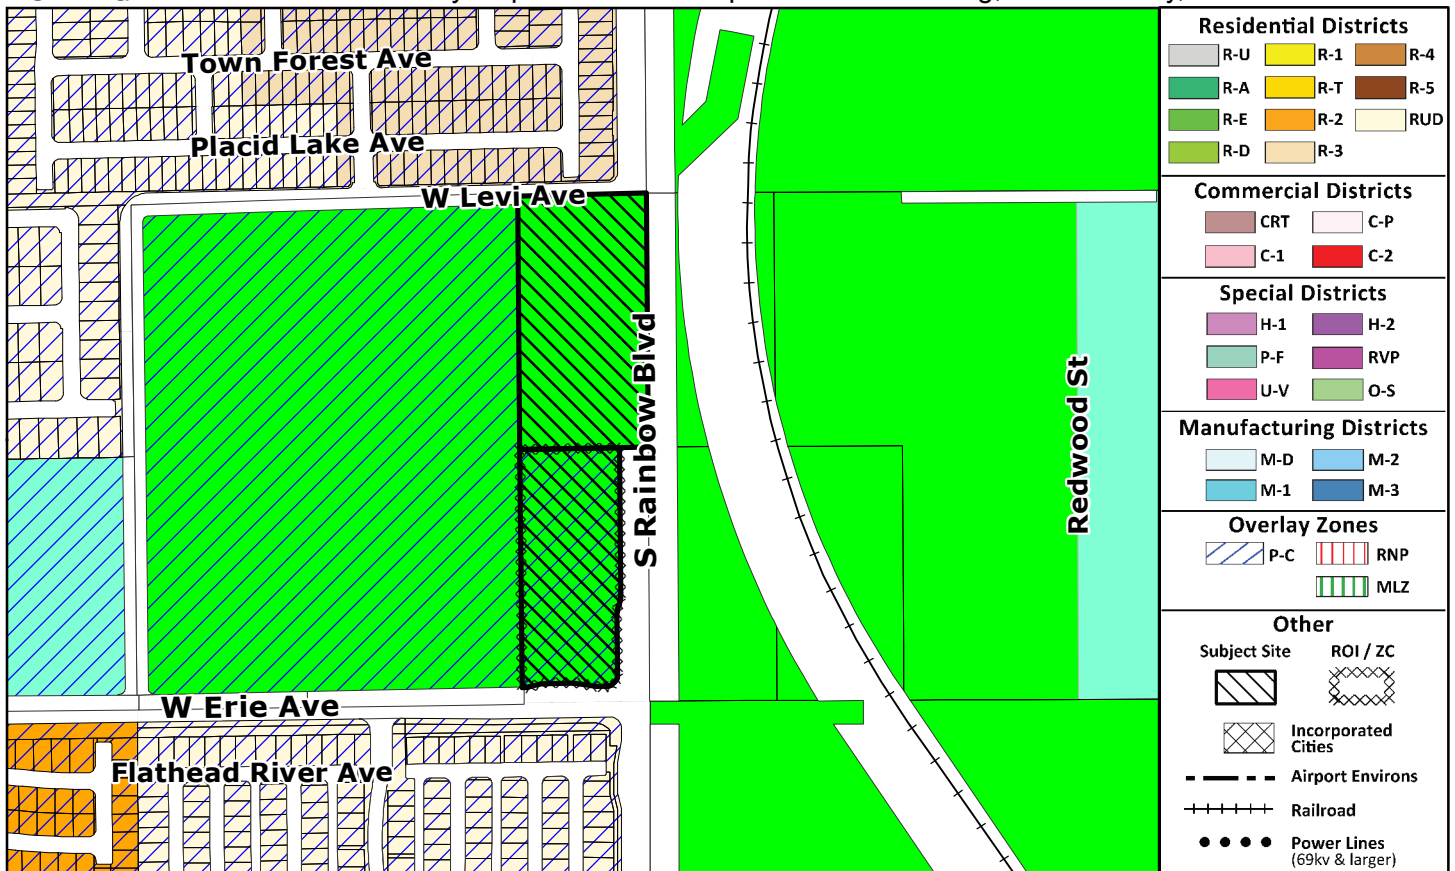 Town Forest Ave
Placid Lake Ave
W Levi Ave
S Rainbow Blvd
Redwood St
W Erie Ave
Flathead River Ave
Residential Districts
R-U
R-1
R-4
R-A
R-T
R-5
R-E
R-2
RUD
R-D
R-3
Commercial Districts
CRT
C-P
C-1
C-2
Special Districts
H-1
H-2
P-F
RVP
U-V
O-S
Manufacturing Districts
M-D
M-2
M-1
M-3
Overlay Zones
P-C
RNP
MLZ
Other
Subject Site
ROI / ZC
Incorporated
Cities
Airport Environs
Railroad
Power Lines
(69kv & larger)